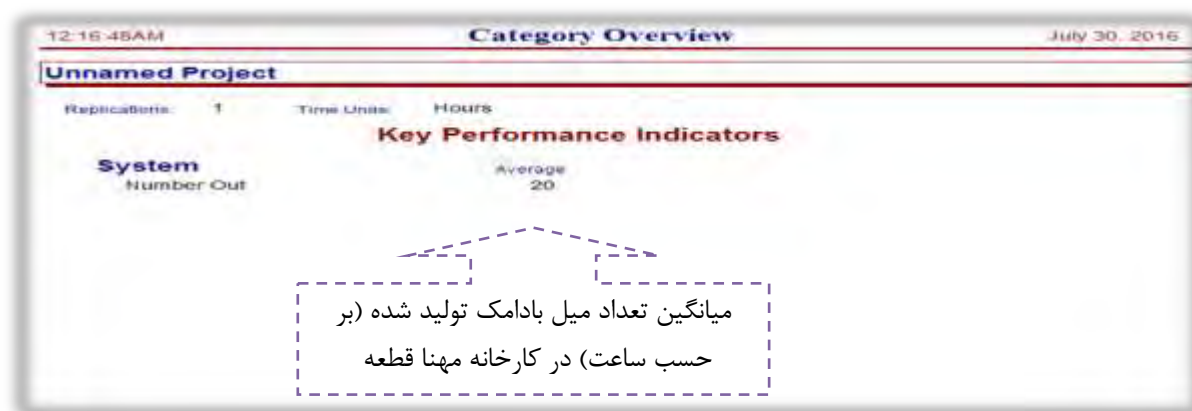 12:16:48AM Category Overview July 30, 2016
Unnamed Project
Replications: 1 Time Units: Hours
Key Performance Indicators
System Average
Number Out 20
میانگین تعداد میل بادامک تولید شده (بر
حسب ساعت) در کارخانه مهنا قطعه